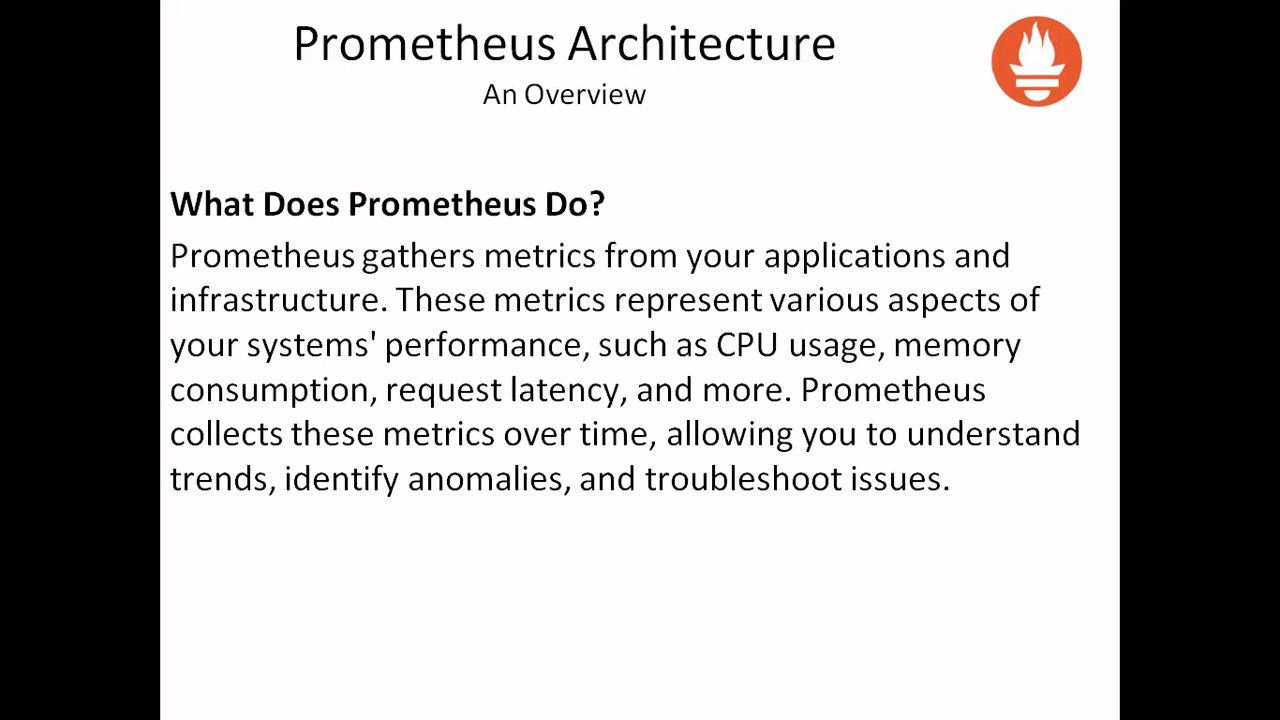 Prometheus Architecture
An Overview
What Does Prometheus Do?
Prometheus gathers metrics from your applications and
infrastructure. These metrics represent various aspects of
your systems' performance, such as CPU usage, memory
consumption, request latency, and more. Prometheus
collects these metrics over time, allowing you to understand
trends, identify anomalies, and troubleshoot issues.